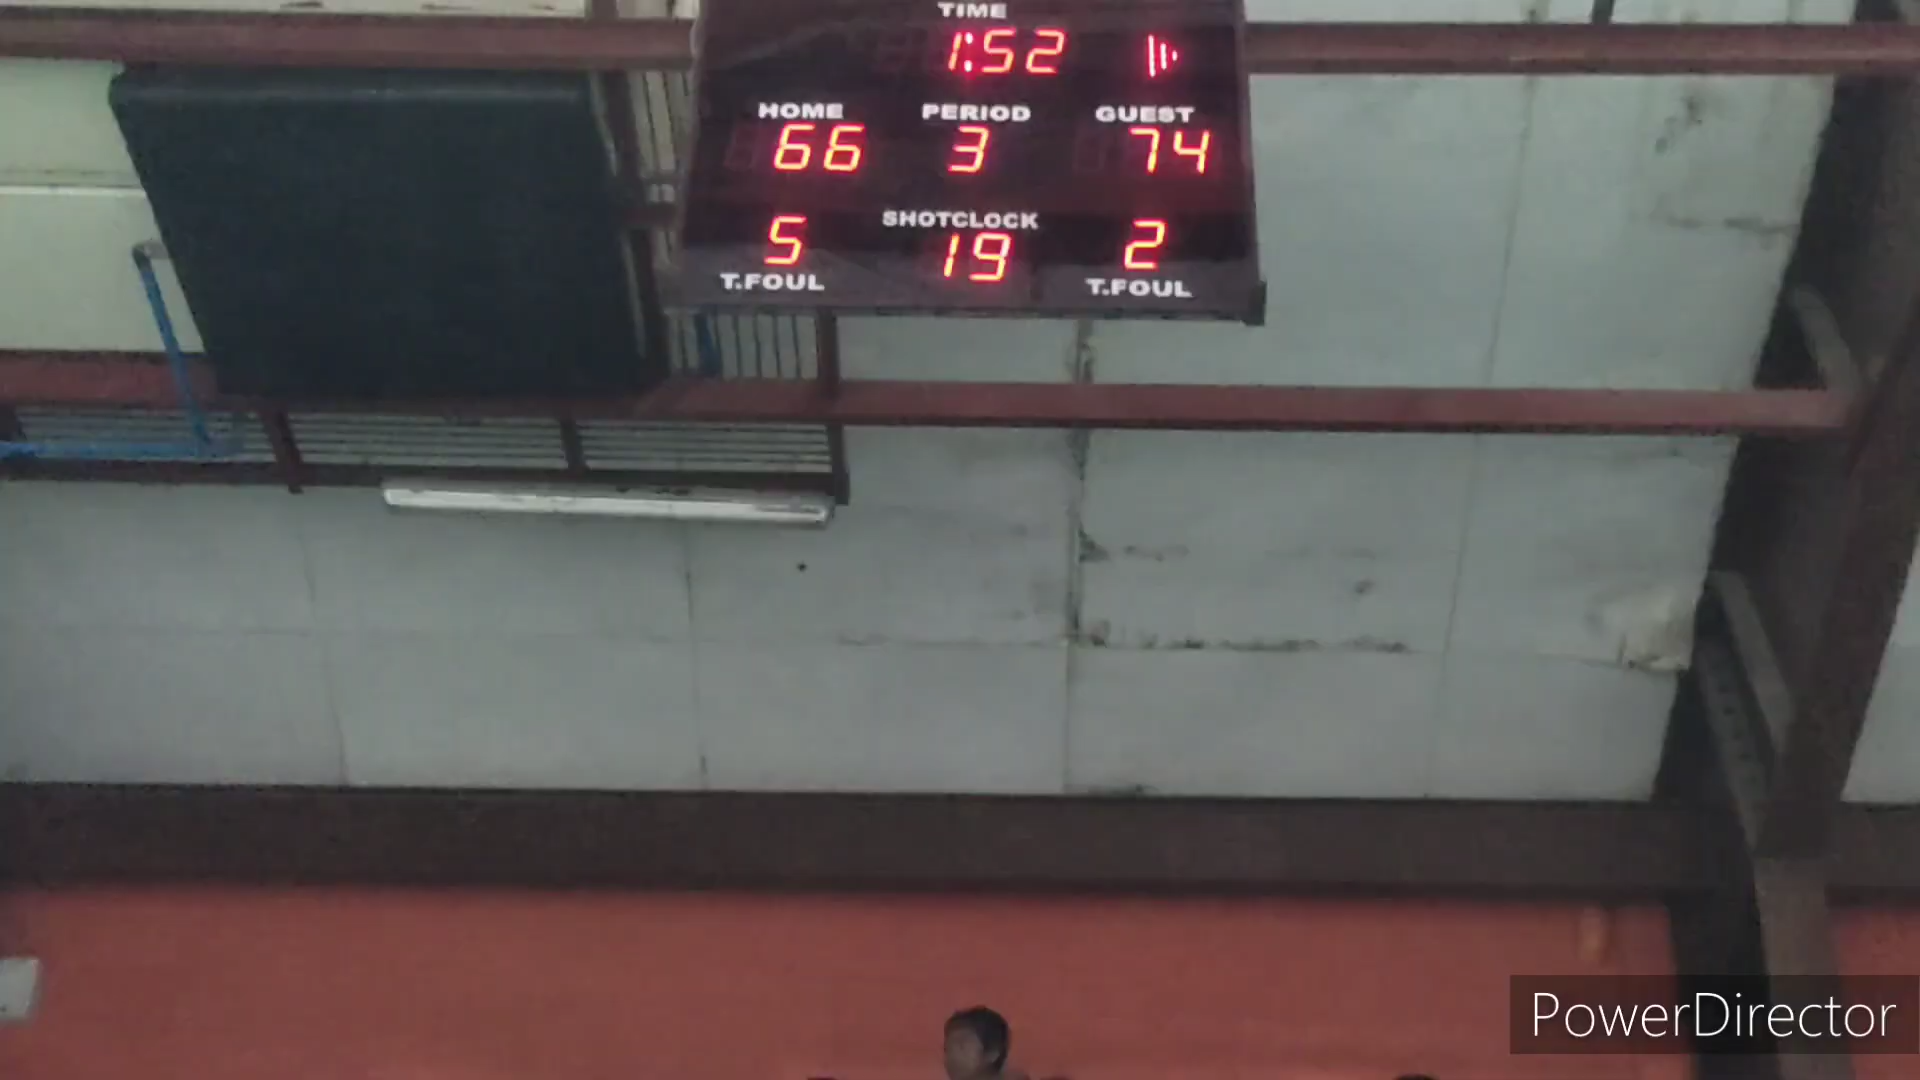 TIME
1:52
HOME PERIOD GUEST
66 3 74
SHOTCLOCK
5 19 2
T.FOUL T.FOUL
PowerDirector